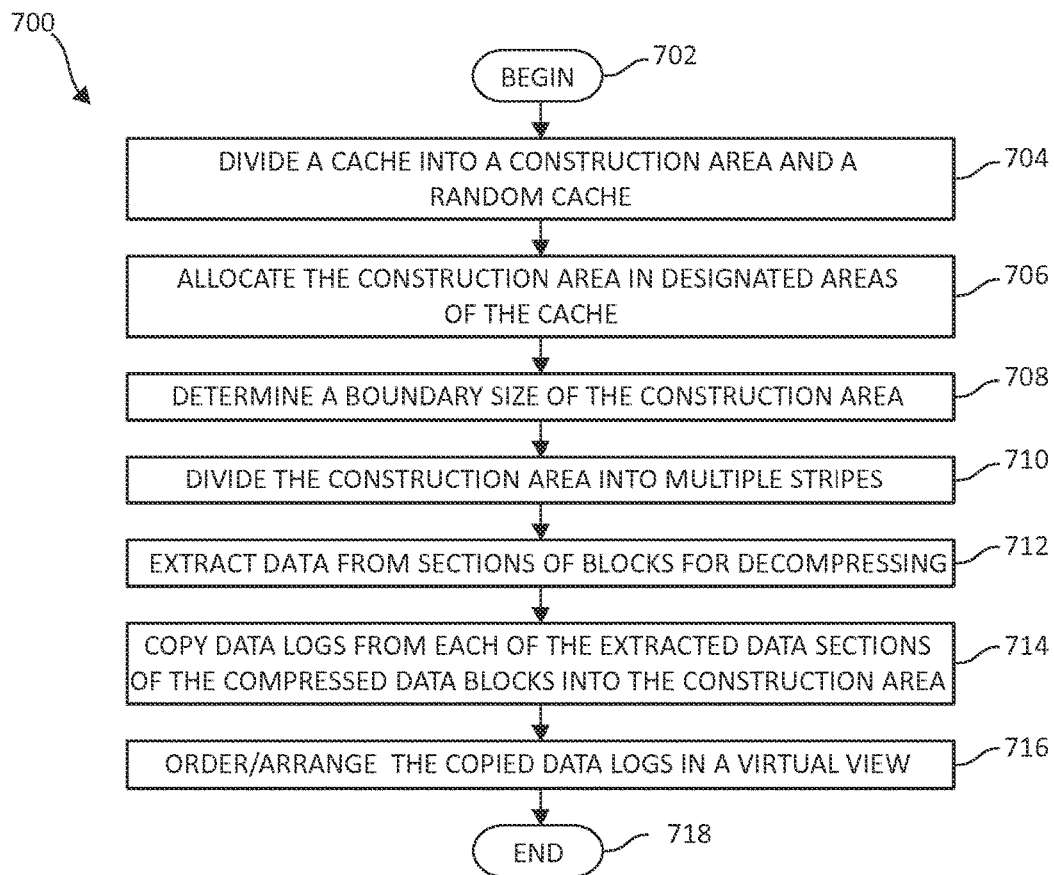 700
BEGIN
702
DIVIDE A CACHE INTO A CONSTRUCTION AREA AND A
RANDOM CACHE
704
ALLOCATE THE CONSTRUCTION AREA IN DESIGNATED AREAS
OF THE CACHE
706
DETERMINE A BOUNDARY SIZE OF THE CONSTRUCTION AREA
708
DIVIDE THE CONSTRUCTION AREA INTO MULTIPLE STRIPES
710
EXTRACT DATA FROM SECTIONS OF BLOCKS FOR DECOMPRESSING
712
COPY DATA LOGS FROM EACH OF THE EXTRACTED DATA SECTIONS
OF THE COMPRESSED DATA BLOCKS INTO THE CONSTRUCTION AREA
714
ORDER/ARRANGE THE COPIED DATA LOGS IN A VIRTUAL VIEW
716
END
718